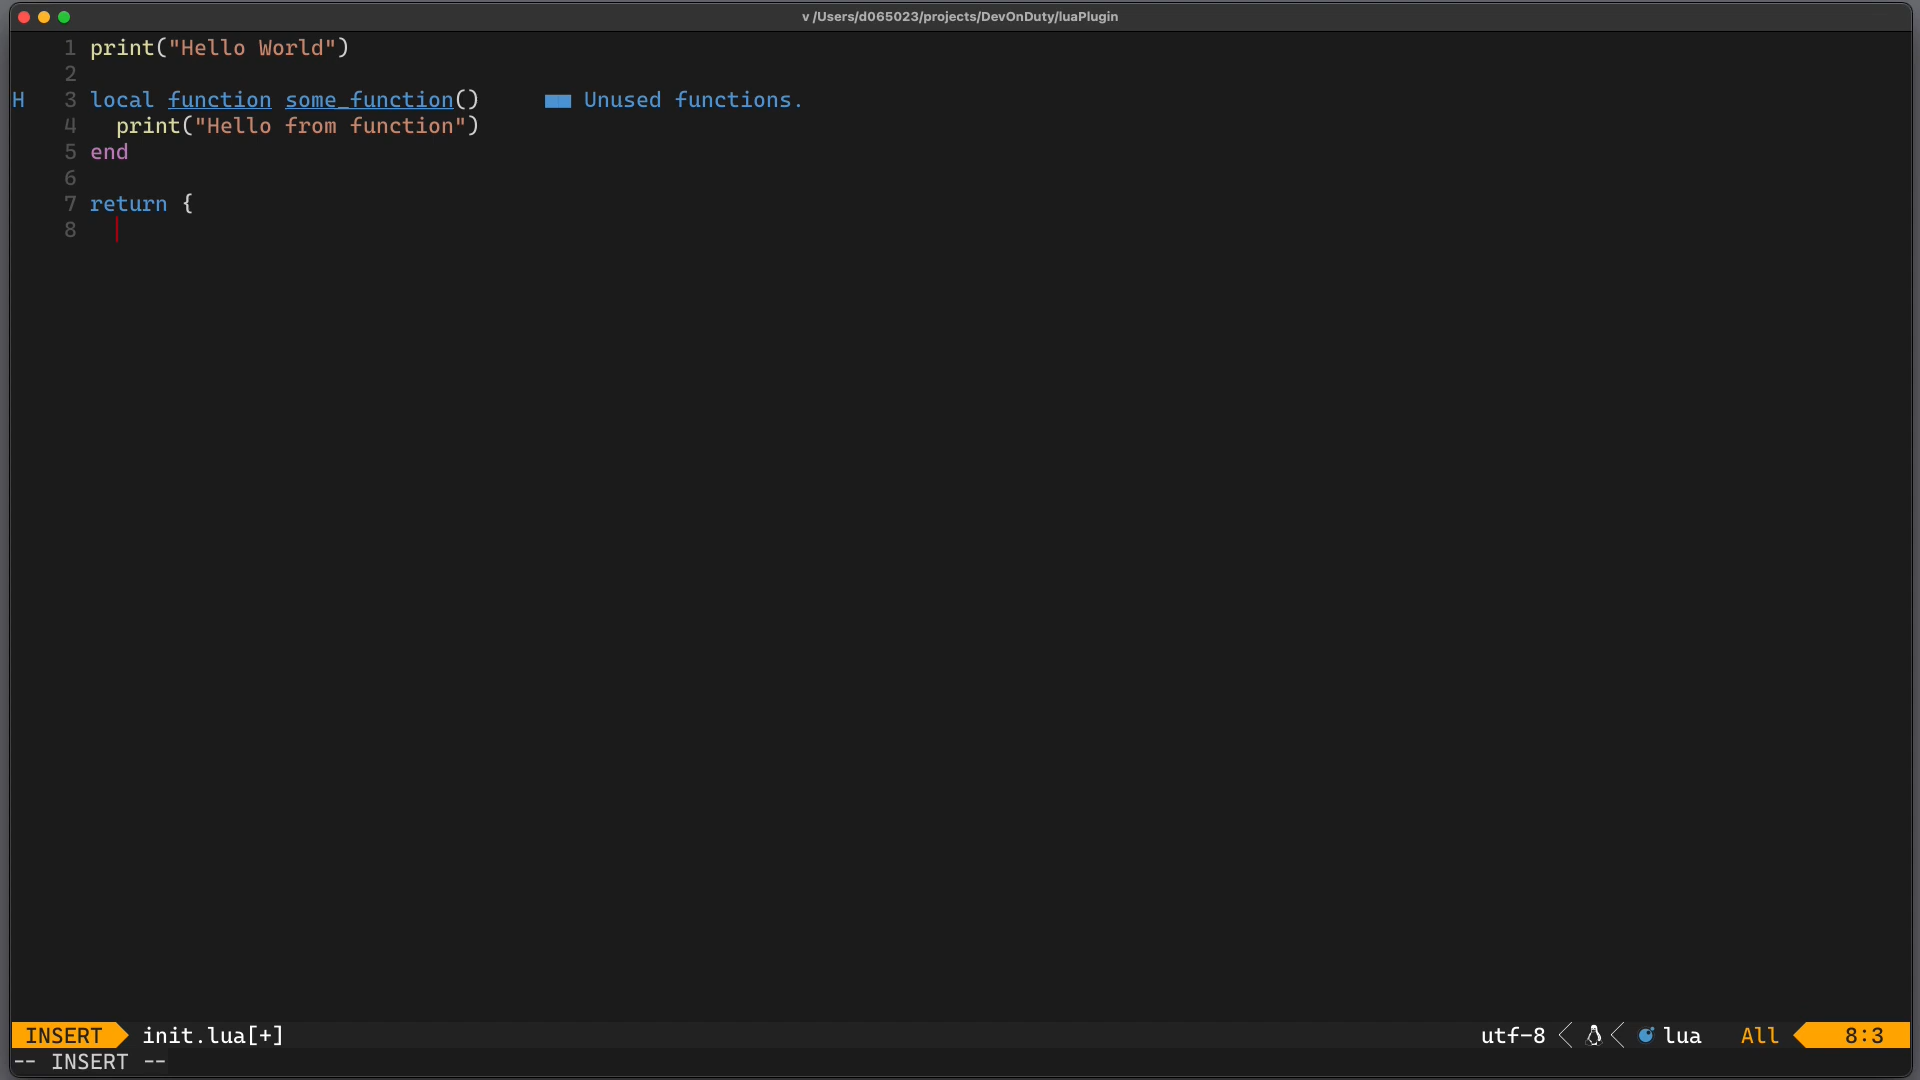 v /Users/d065023/projects/DevOnDuty/luaPlugin
1 print("Hello World")
2
H 3 local function some_function() ■■ Unused functions.
4   print("Hello from function")
5 end
6
7 return {
8
INSERT init.lua[+] utf-8 lua All 8:3
-- INSERT --